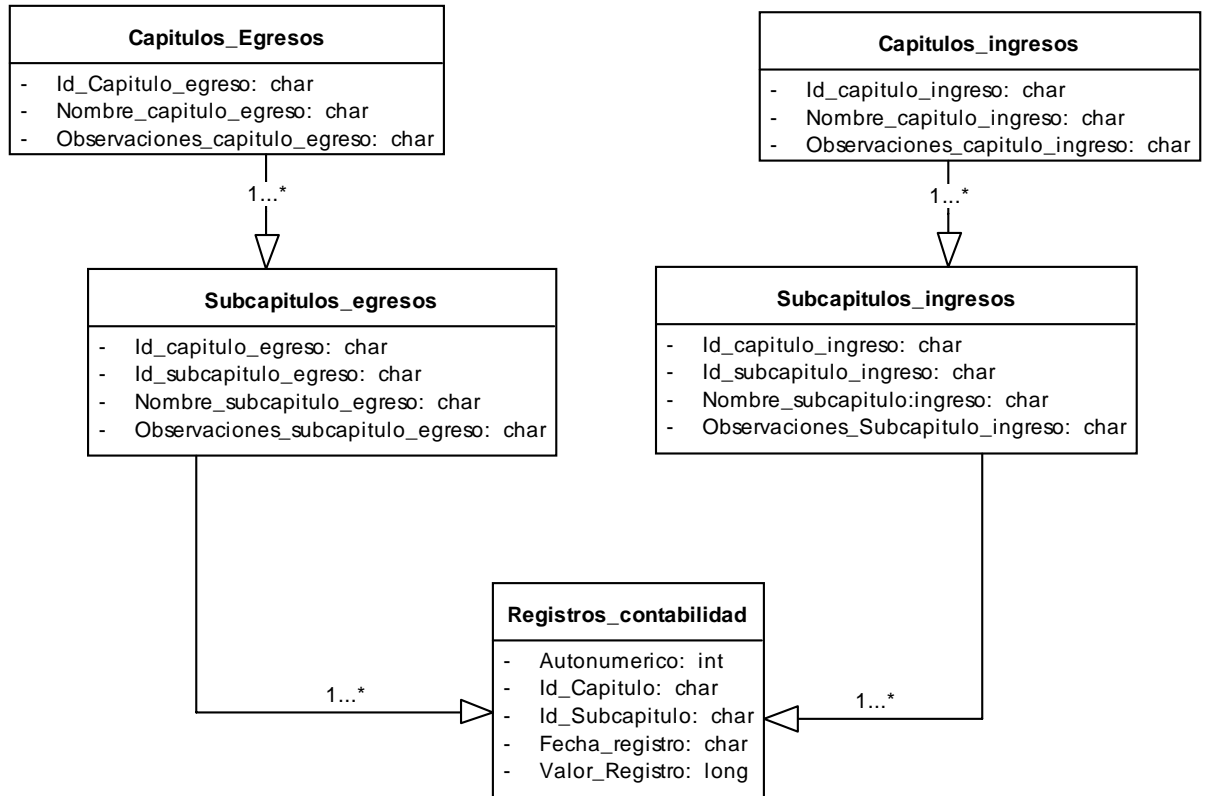 Capitulos_Egresos
- Id_Capitulo_egreso: char
- Nombre_capitulo_egreso: char
- Observaciones_capitulo_egreso: char
1...*
Capitulos_ingresos
- Id_capitulo_ingreso: char
- Nombre_capitulo_ingreso: char
- Observaciones_capitulo_ingreso: char
1...*
Subcapitulos_egresos
- Id_capitulo_egreso: char
- Id_subcapitulo_egreso: char
- Nombre_subcapitulo_egreso: char
- Observaciones_subcapitulo_egreso: char
Subcapitulos_ingresos
- Id_capitulo_ingreso: char
- Id_subcapitulo_ingreso: char
- Nombre_subcapitulo:ingreso: char
- Observaciones_Subcapitulo_ingreso: char
1...*
Registros_contabilidad
- Autonumerico: int
- Id_Capitulo: char
- Id_Subcapitulo: char
- Fecha_registro: char
- Valor_Registro: long
1...*